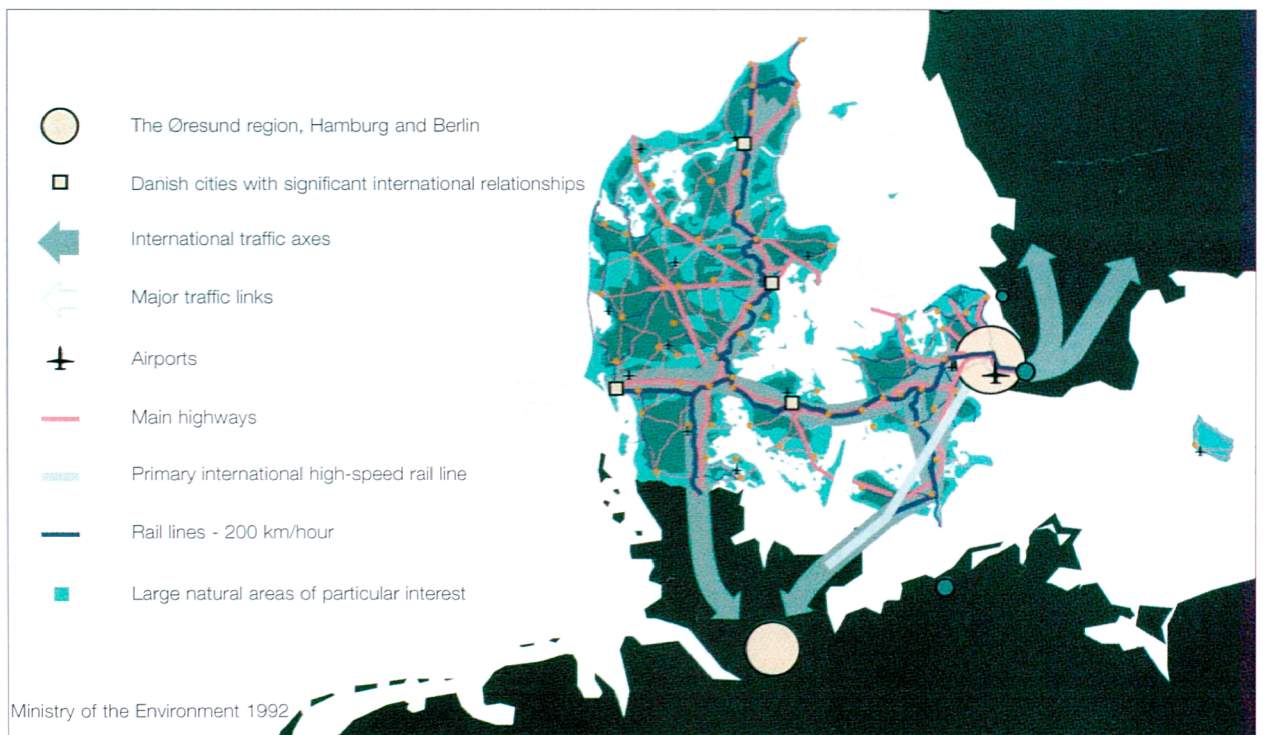 The Øresund region, Hamburg and Berlin
Danish cities with significant international relationships
International traffic axes
Major traffic links
Airports
Main highways
Primary international high-speed rail line
Rail lines - 200 km/hour
Large natural areas of particular interest
Ministry of the Environment 1992